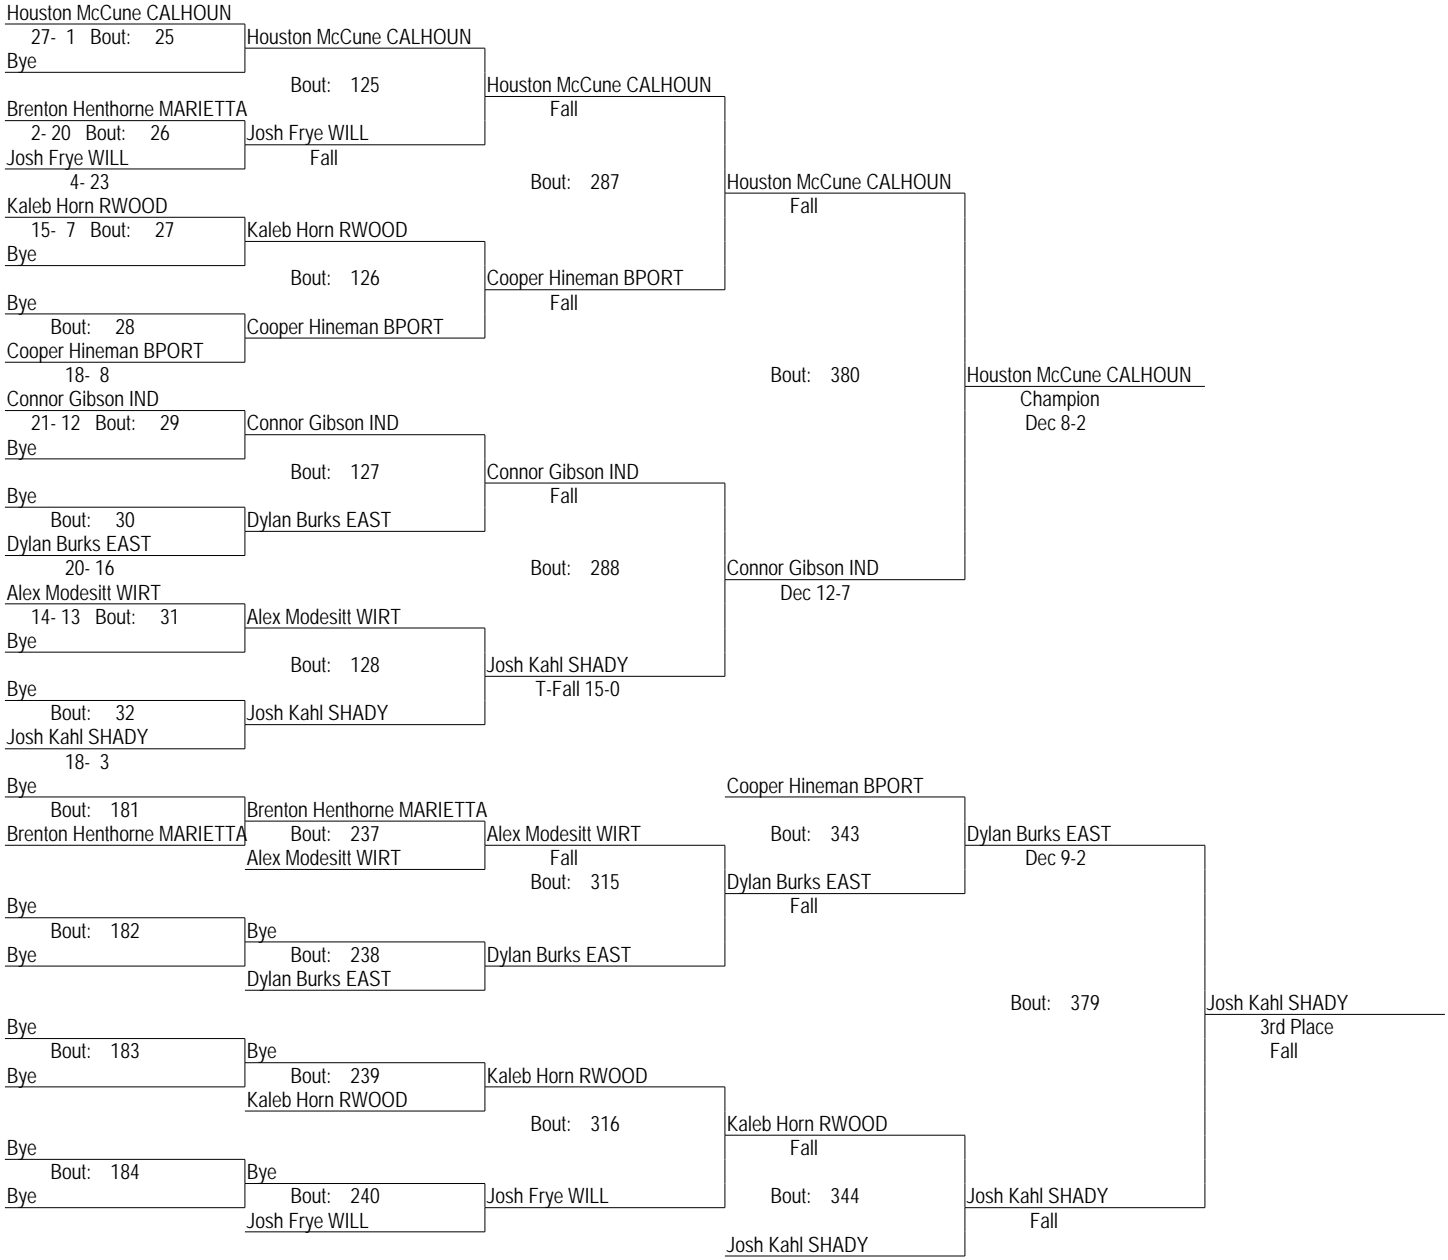 Houston McCune CALHOUN
27- 1 Bout: 25 Houston McCune CALHOUN
Bye
Bout: 125 Houston McCune CALHOUN
Brenton Henthorne MARIETTA Fall
2- 20 Bout: 26 Josh Frye WILL
Josh Frye WILL Fall
4- 23 Bout: 287 Houston McCune CALHOUN
Kaleb Horn RWOOD Fall
15- 7 Bout: 27 Kaleb Horn RWOOD
Bye
Bout: 126 Cooper Hineman BPORT
Bye Fall
Bout: 28 Cooper Hineman BPORT
Cooper Hineman BPORT
18- 8 Bout: 380 Houston McCune CALHOUN
Connor Gibson IND Champion
21- 12 Bout: 29 Connor Gibson IND Dec 8-2
Bye
Bout: 127 Connor Gibson IND
Bye Fall
Bout: 30 Dylan Burks EAST
Dylan Burks EAST
20- 16 Bout: 288 Connor Gibson IND
Alex Modesitt WIRT Dec 12-7
14- 13 Bout: 31 Alex Modesitt WIRT
Bye
Bout: 128 Josh Kahl SHADY
Bye T-Fall 15-0
Bout: 32 Josh Kahl SHADY
Josh Kahl SHADY
18- 3
Bye Cooper Hineman BPORT
Bout: 181 Brenton Henthorne MARIETTA
Brenton Henthorne MARIETTA Bout: 237 Alex Modesitt WIRT Bout: 343 Dylan Burks EAST
Alex Modesitt WIRT Fall Dec 9-2
Bout: 315 Dylan Burks EAST
Bye Fall
Bout: 182 Bye
Bye Bout: 238 Dylan Burks EAST
Dylan Burks EAST
Bout: 379 Josh Kahl SHADY
Bye 3rd Place
Bout: 183 Bye Fall
Bye Bout: 239 Kaleb Horn RWOOD
Kaleb Horn RWOOD
Bout: 316 Kaleb Horn RWOOD
Bye Fall
Bout: 184 Bye
Bye Bout: 240 Josh Frye WILL Bout: 344 Josh Kahl SHADY
Josh Frye WILL Fall
Josh Kahl SHADY